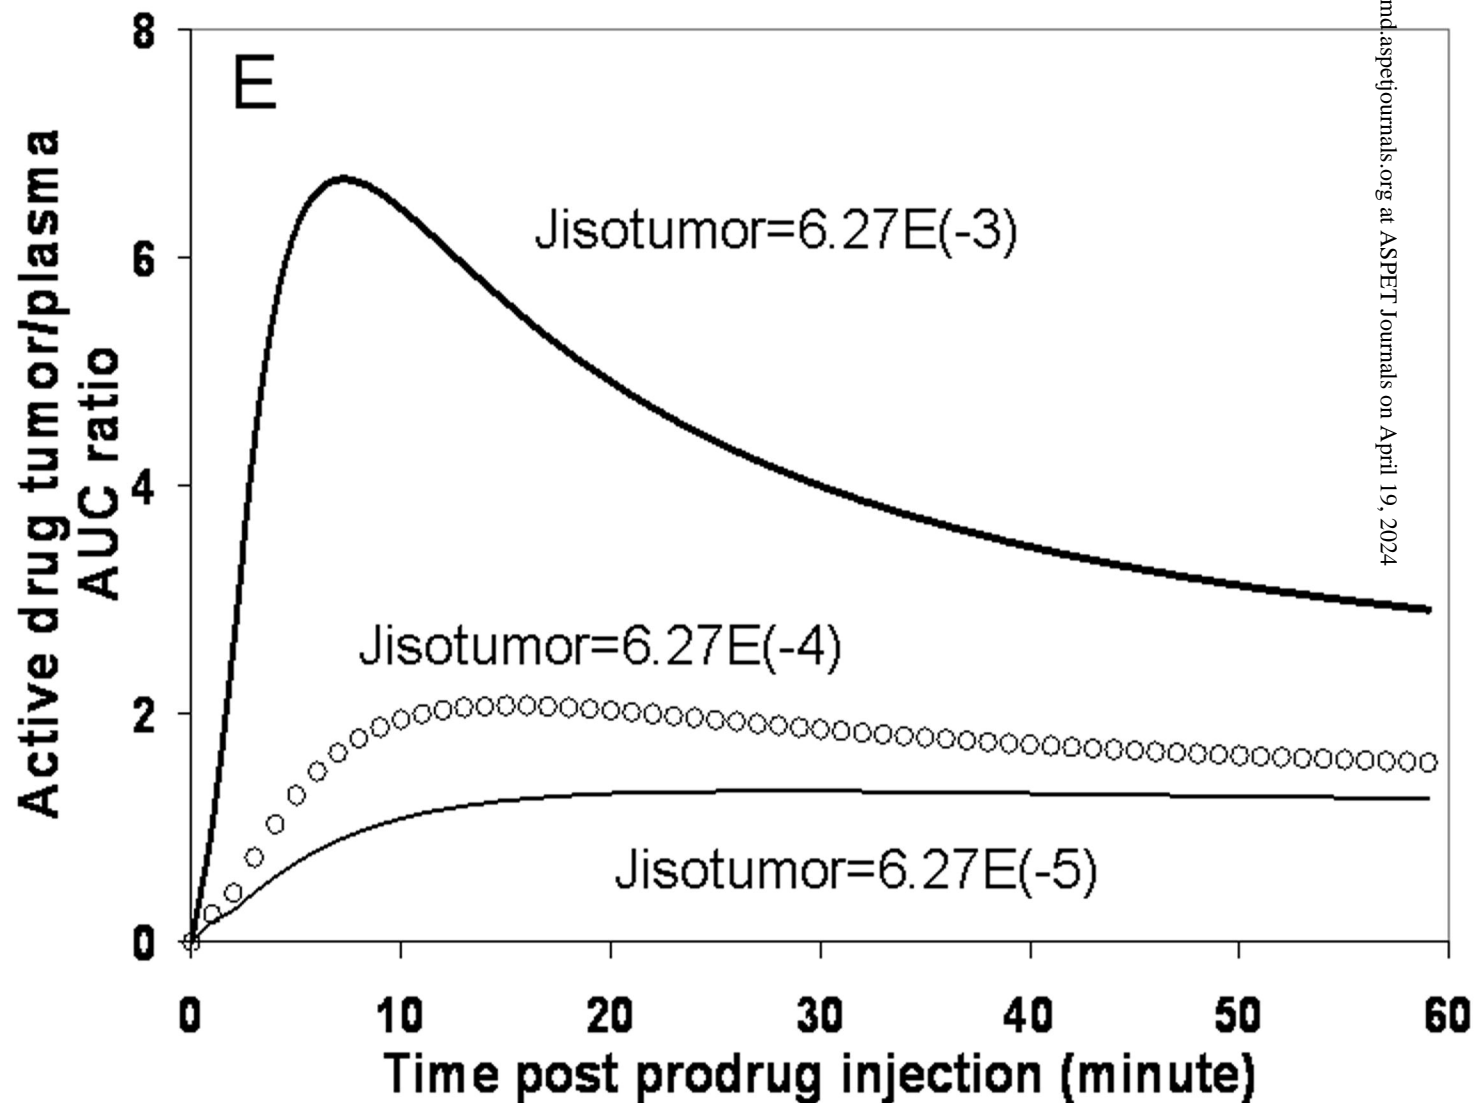 E
Active drug tumor/plasma
AUC ratio
8
6
4
2
0
Jisotumor=6.27E(-3)
Jisotumor=6.27E(-4)
Jisotumor=6.27E(-5)
0 10 20 30 40 50 60
Time post prodrug injection (minute)
md.aspetjournals.org at ASPET Journals on April 19, 2024